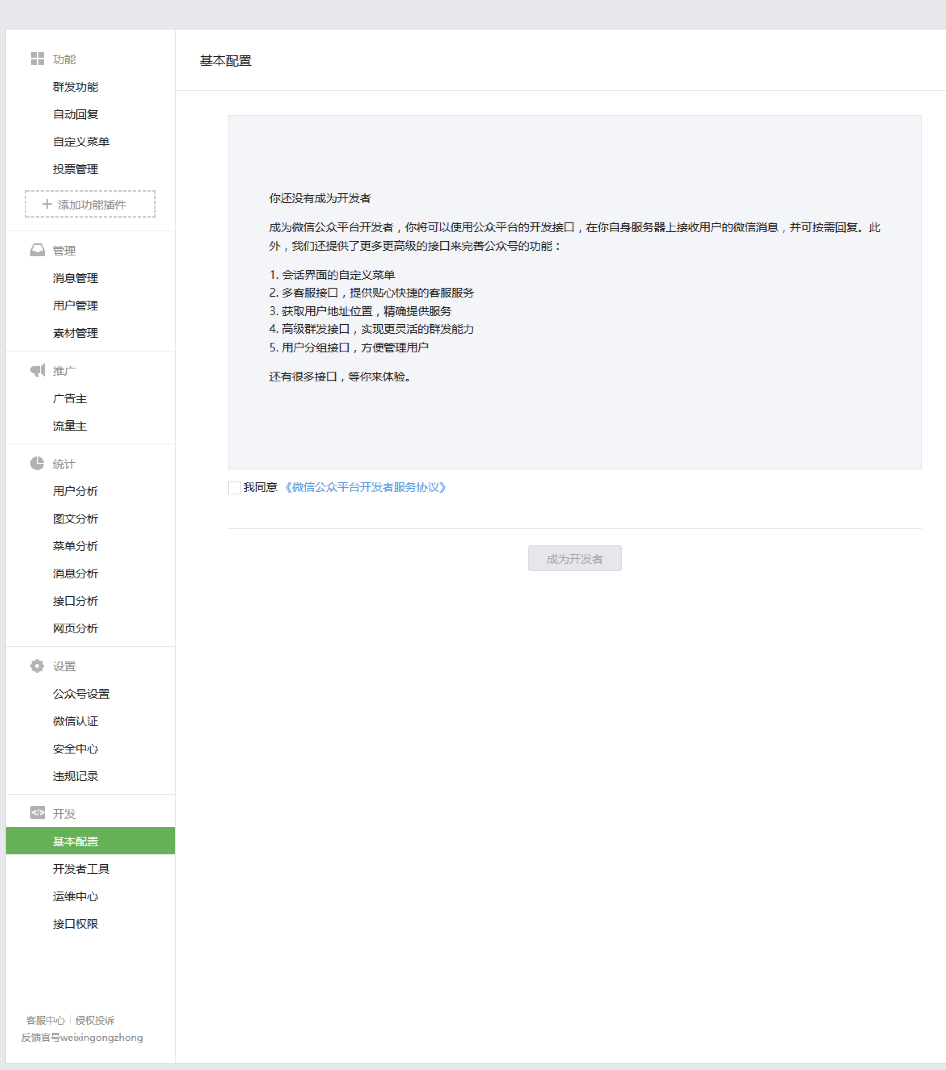 功能
群发功能
自动回复
自定义菜单
投票管理
+ 添加功能插件
管理
消息管理
用户管理
素材管理
推广
广告主
流量主
统计
用户分析
图文分析
菜单分析
消息分析
接口分析
网页分析
设置
公众号设置
微信认证
安全中心
违规记录
</> 开发
基本配置
开发者工具
运维中心
接口权限
客服中心 | 侵权投诉
反馈官号weixingongzhong
基本配置
你还没有成为开发者
成为微信公众平台开发者，你将可以使用公众平台的开发接口，在你自身服务器上接收用户的微信消息，并可按需回复。此
外，我们还提供了更多更高级的接口来完善公众号的功能：
1. 会话界面的自定义菜单
2. 多客服接口，提供贴心快捷的客服服务
3. 获取用户地址位置，精确提供服务
4. 高级群发接口，实现更灵活的群发能力
5. 用户分组接口，方便管理用户
还有很多接口，等你来体验。
我同意 《微信公众平台开发者服务协议》
成为开发者